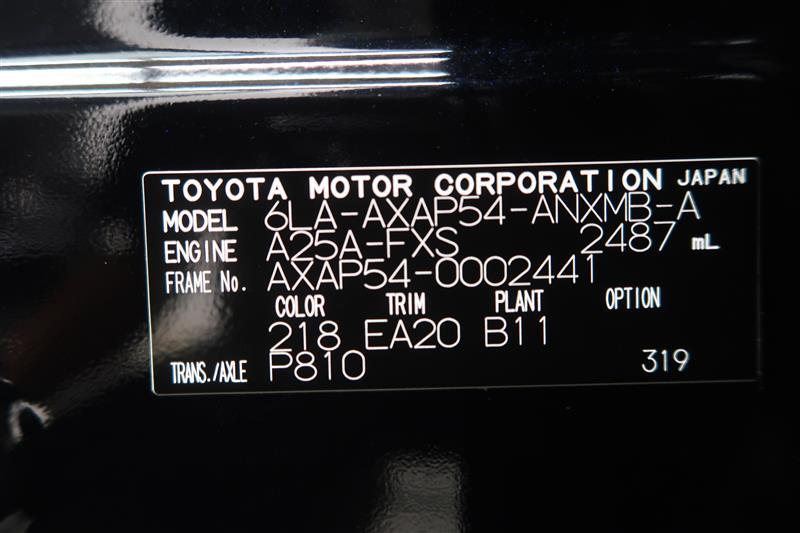 TOYOTA MOTOR CORPORATION JAPAN
MODEL 6LA-AXAP54-ANXMB-A
ENGINE A25A-FXS 2487 mL
FRAME No. AXAP54-0002441
COLOR TRIM PLANT OPTION
218 EA20 B11
TRANS./AXLE P810 319